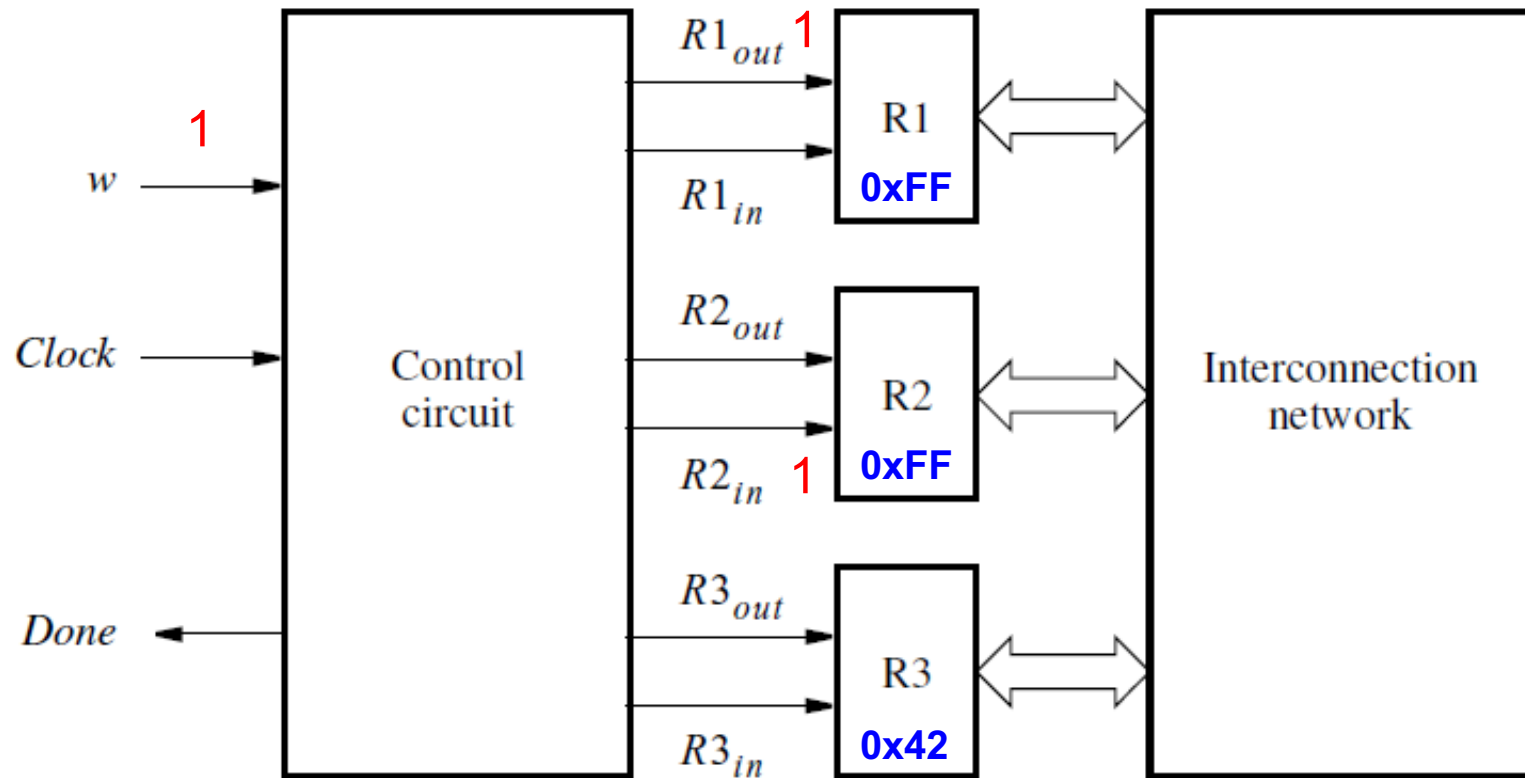 w
1
Clock
Done
Control
circuit
R1out 1
R1in
R2out
R2in 1
R3out
R3in
R1
0xFF
R2
0xFF
R3
0x42
Interconnection
network